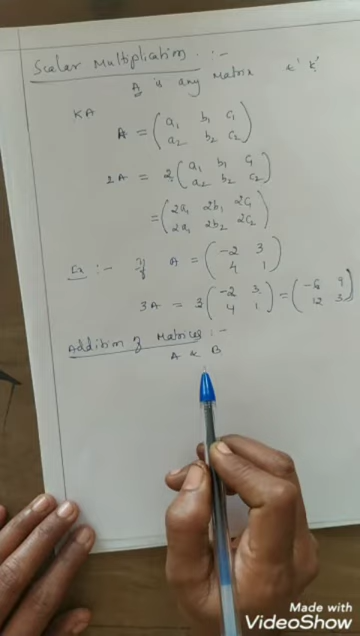 Scalar Multiplication :-
A is any Matrix & 'K'
KA
A = ( a₁ b₁ c₁
a₂ b₂ c₂ )
2A = 2 ( a₁ b₁ c₁
a₂ b₂ c₂ )
= ( 2a₁ 2b₁ 2c₁
2a₂ 2b₂ 2c₂ )
Ex :- If A = ( -2 3
4 1 )
3A = 3 ( -2 3
4 1 ) = ( -6 9
12 3 )
Addition of Matrices :-
A & B
Made with
VideoShow